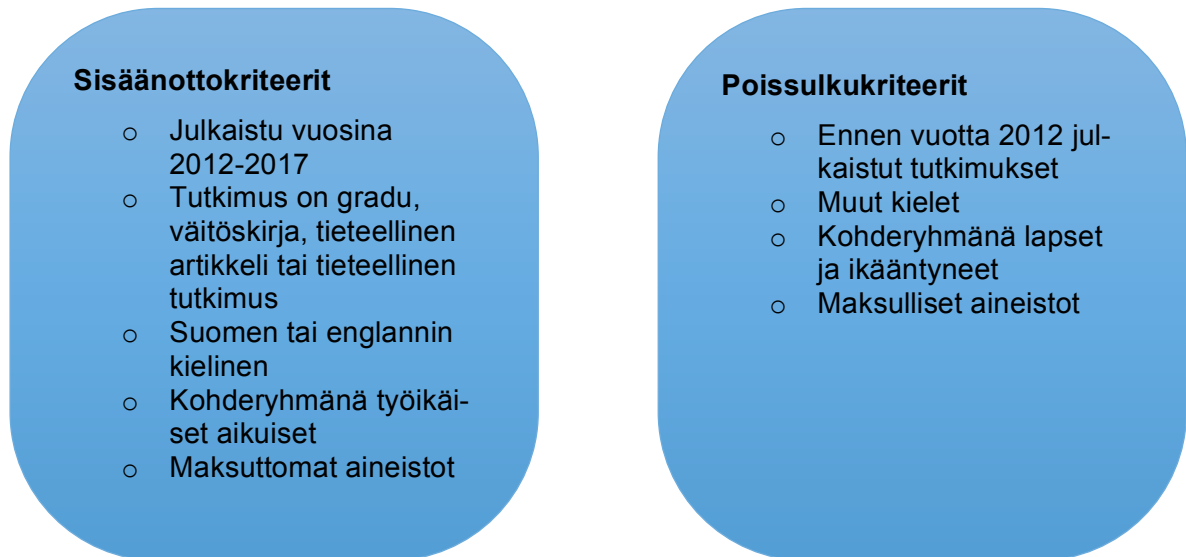 Sisäänottokriteerit
○ Julkaistu vuosina
2012-2017
○ Tutkimus on gradu,
väitöskirja, tieteellinen
artikkeli tai tieteellinen
tutkimus
○ Suomen tai englannin
kielinen
○ Kohderyhmänä työikäi-
set aikuiset
○ Maksuttomat aineistot
Poissulkukriteerit
○ Ennen vuotta 2012 jul-
kaistut tutkimukset
○ Muut kielet
○ Kohderyhmänä lapset
ja ikääntyneet
○ Maksulliset aineistot